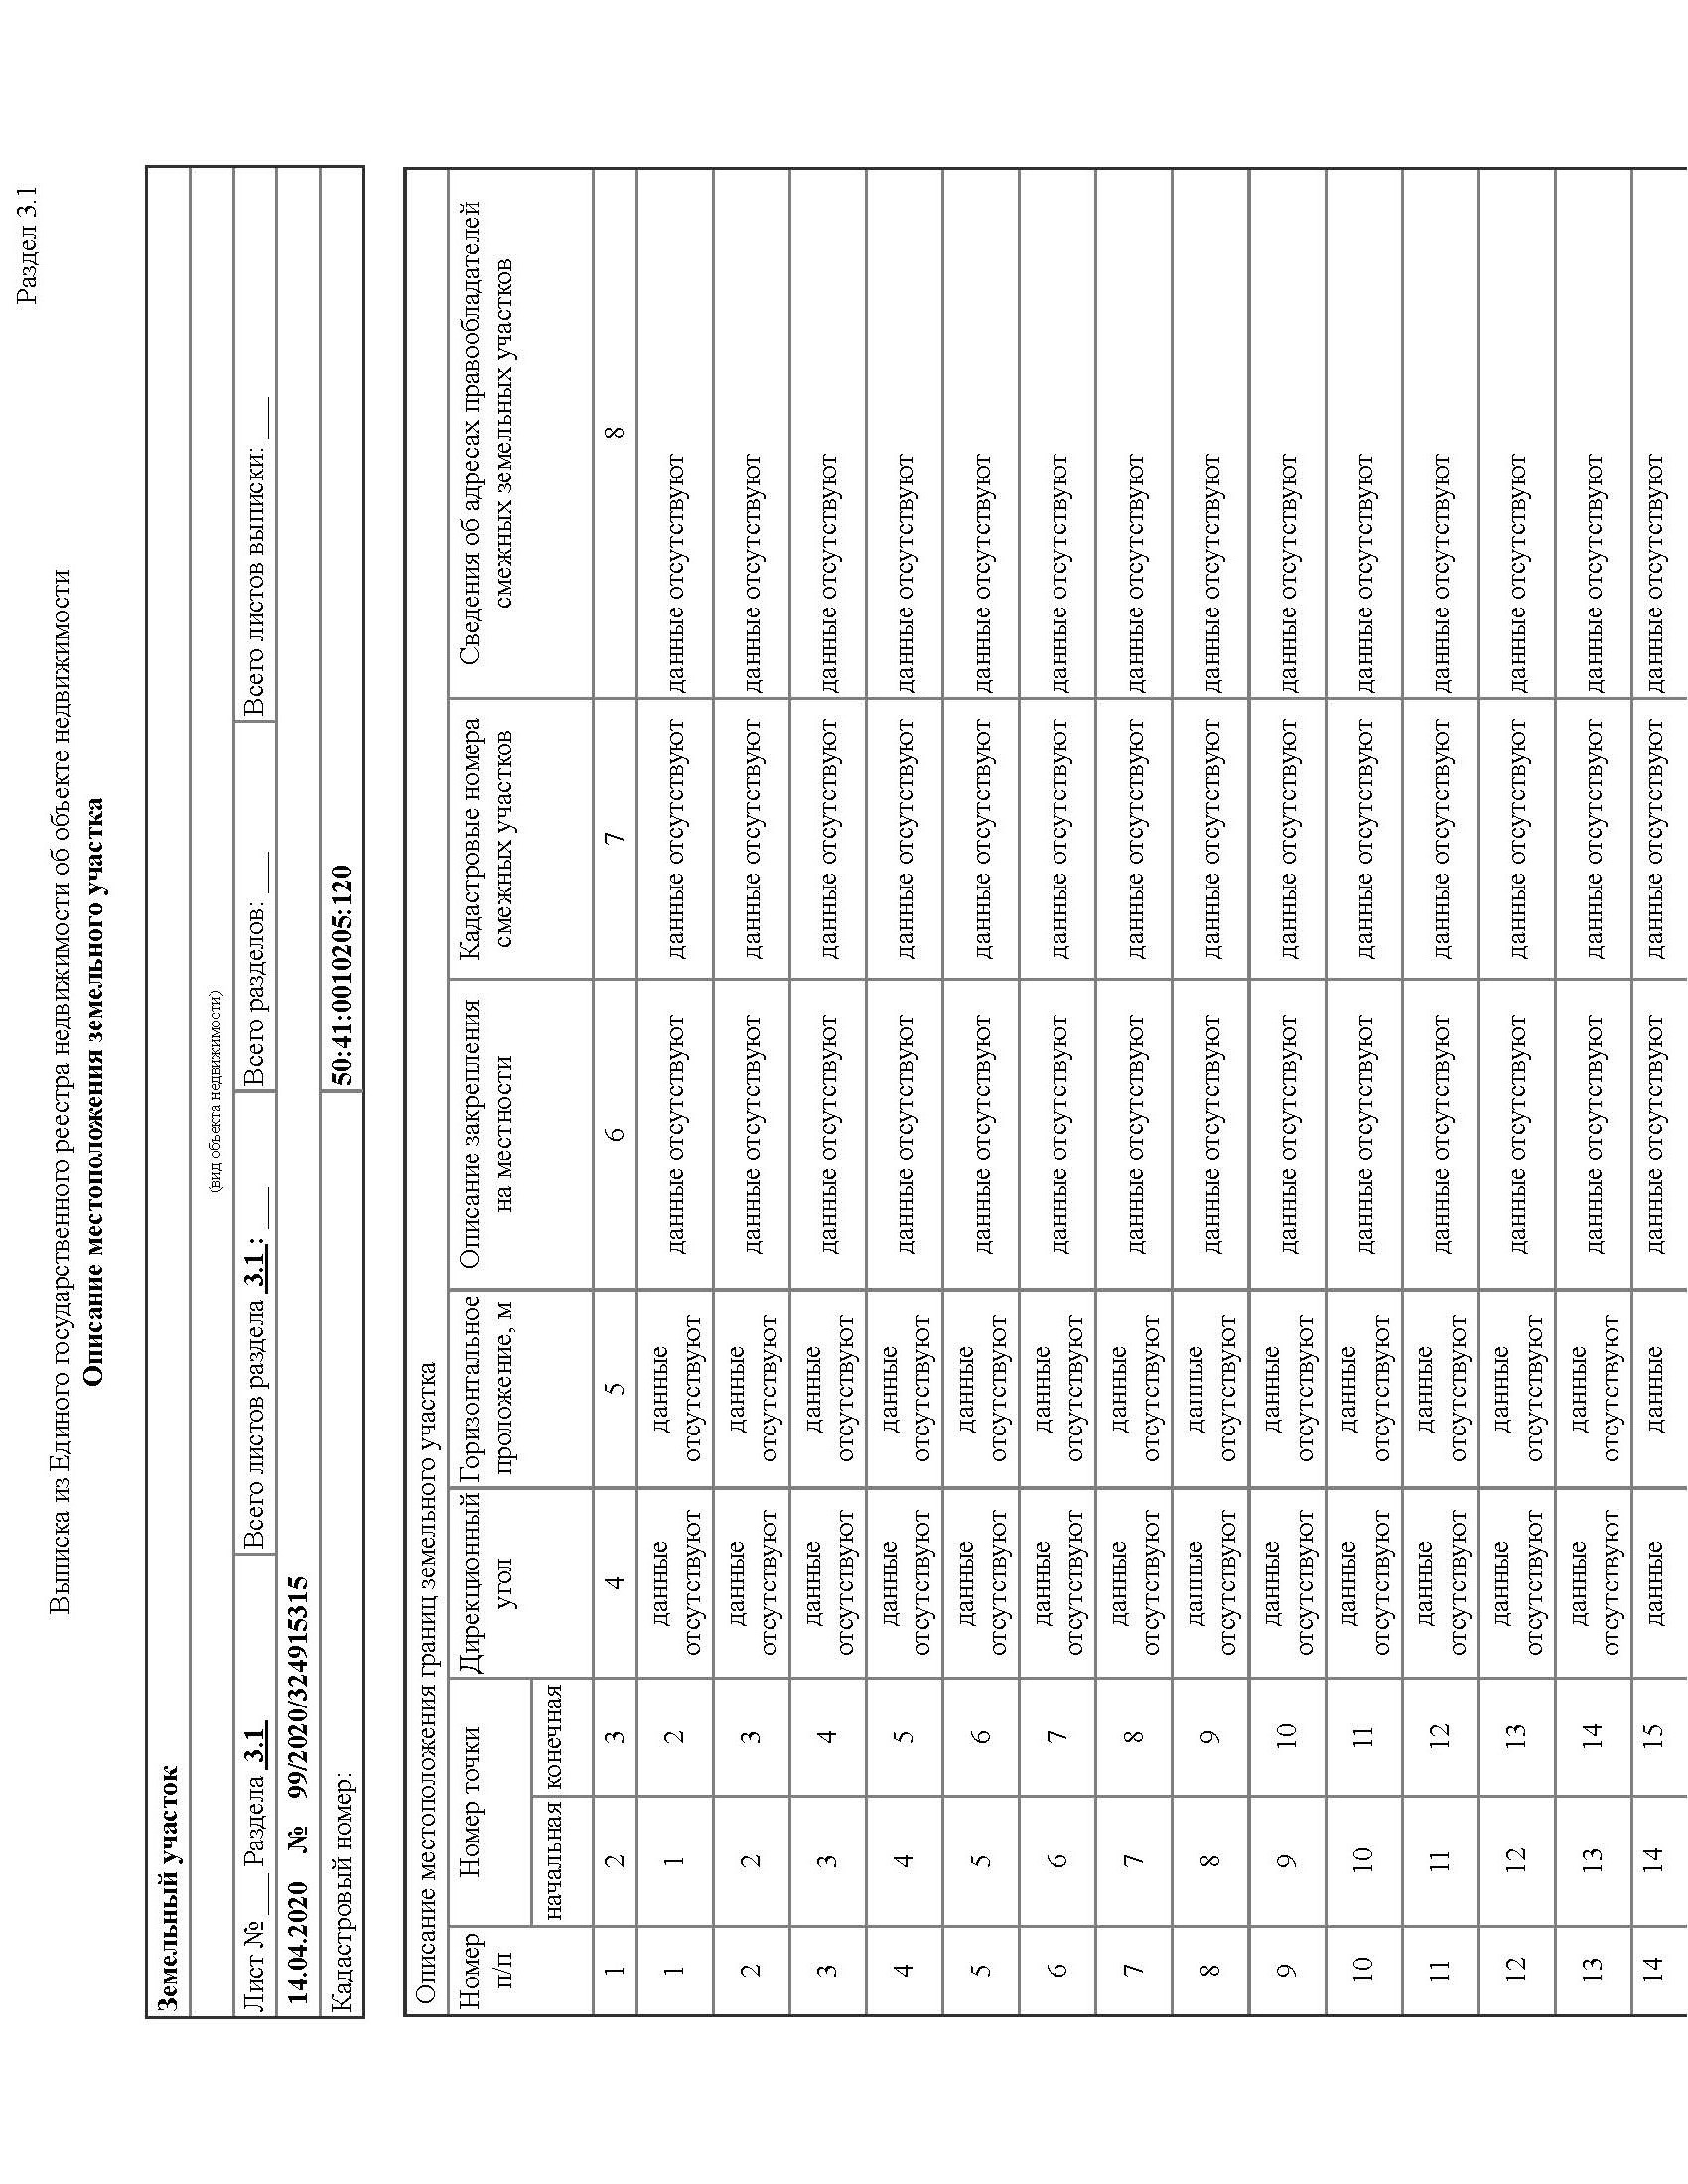 Раздел 3.1
Выписка из Единого государственного реестра недвижимости об объекте недвижимости
Описание местоположения земельного участка
Земельный участок
(вид объекта недвижимости)
Лист № ___ Раздела 3.1 Всего листов раздела 3.1 : ___ Всего разделов: ___ Всего листов выписки: ___
14.04.2020 № 99/2020/324915315
Кадастровый номер: 50:41:0010205:120
Описание местоположения границ земельного участка
Номер Номер точки Дирекционный Горизонтальное Описание закрепления Кадастровые номера Сведения об адресах правообладателей
п/п угол проложение, м на местности смежных участков смежных земельных участков
начальная конечная
1 2 3 4 5 6 7 8
данные данные
1 1 2 данные отсутствуют данные отсутствуют данные отсутствуют
отсутствуют отсутствуют
данные данные
2 2 3 данные отсутствуют данные отсутствуют данные отсутствуют
отсутствуют отсутствуют
данные данные
3 3 4 данные отсутствуют данные отсутствуют данные отсутствуют
отсутствуют отсутствуют
данные данные
4 4 5 данные отсутствуют данные отсутствуют данные отсутствуют
отсутствуют отсутствуют
данные данные
5 5 6 данные отсутствуют данные отсутствуют данные отсутствуют
отсутствуют отсутствуют
данные данные
6 6 7 данные отсутствуют данные отсутствуют данные отсутствуют
отсутствуют отсутствуют
данные данные
7 7 8 данные отсутствуют данные отсутствуют данные отсутствуют
отсутствуют отсутствуют
данные данные
8 8 9 данные отсутствуют данные отсутствуют данные отсутствуют
отсутствуют отсутствуют
данные данные
9 9 10 данные отсутствуют данные отсутствуют данные отсутствуют
отсутствуют отсутствуют
данные данные
10 10 11 данные отсутствуют данные отсутствуют данные отсутствуют
отсутствуют отсутствуют
данные данные
11 11 12 данные отсутствуют данные отсутствуют данные отсутствуют
отсутствуют отсутствуют
данные данные
12 12 13 данные отсутствуют данные отсутствуют данные отсутствуют
отсутствуют отсутствуют
данные данные
13 13 14 данные отсутствуют данные отсутствуют данные отсутствуют
отсутствуют отсутствуют
14 14 15 данные данные данные отсутствуют данные отсутствуют данные отсутствуют